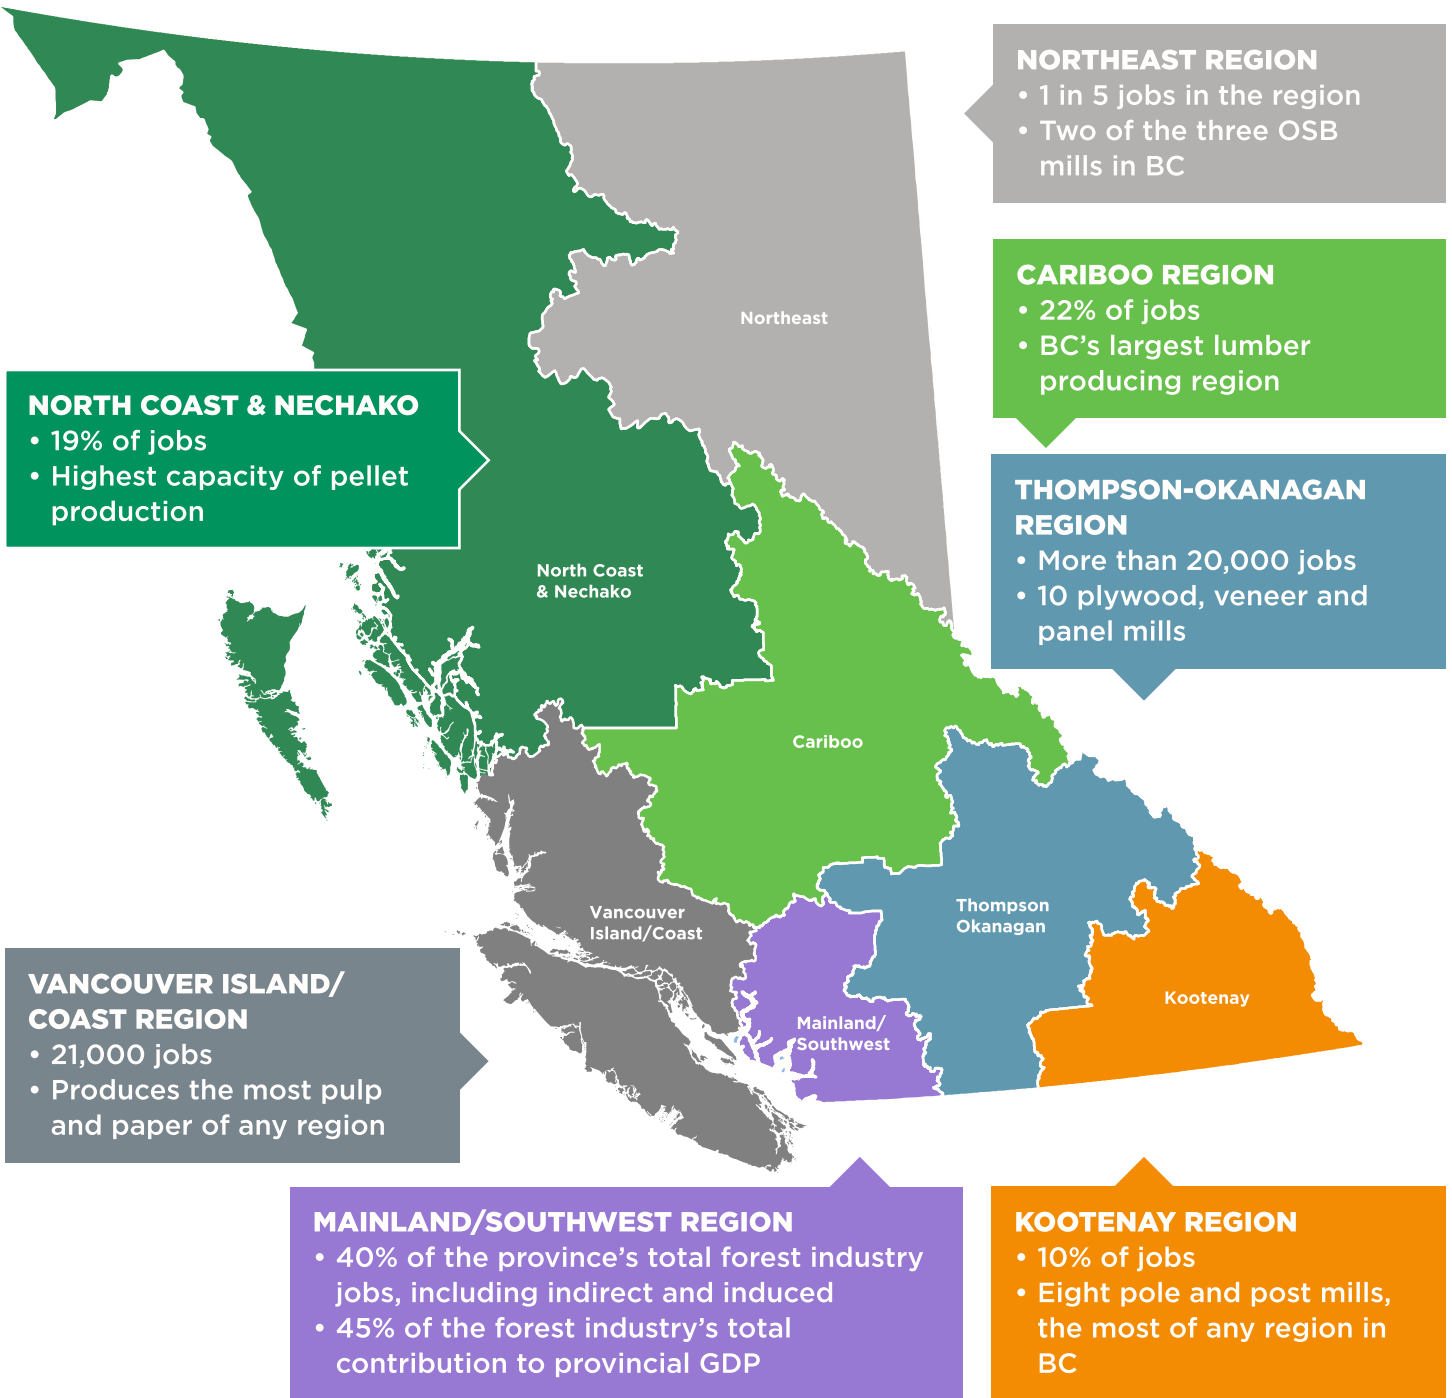 NORTHEAST REGION
• 1 in 5 jobs in the region
• Two of the three OSB
mills in BC
CARIBOO REGION
• 22% of jobs
• BC’s largest lumber
producing region
Northeast
NORTH COAST & NECHAKO
• 19% of jobs
• Highest capacity of pellet
production
THOMPSON-OKANAGAN
REGION
• More than 20,000 jobs
• 10 plywood, veneer and
panel mills
North Coast
& Nechako
Cariboo
Thompson
Okanagan
Vancouver
Island/Coast
Kootenay
Mainland/
Southwest
VANCOUVER ISLAND/
COAST REGION
• 21,000 jobs
• Produces the most pulp
and paper of any region
MAINLAND/SOUTHWEST REGION
• 40% of the province’s total forest industry
jobs, including indirect and induced
• 45% of the forest industry’s total
contribution to provincial GDP
KOOTENAY REGION
• 10% of jobs
• Eight pole and post mills,
the most of any region in
BC